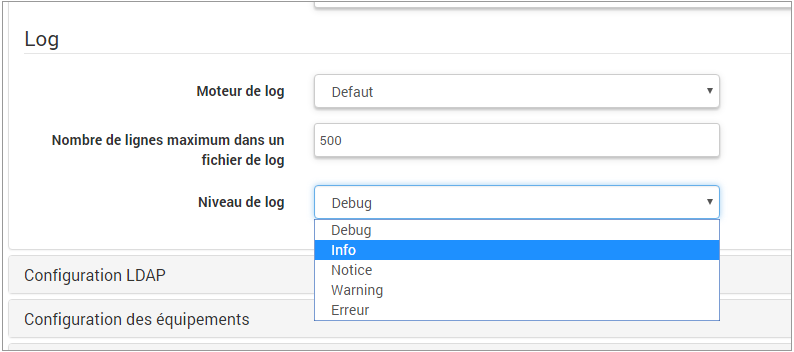 Log
Moteur de log
Defaut
Nombre de lignes maximum dans un
fichier de log
500
Niveau de log
Debug
Debug
Info
Notice
Warning
Erreur
Configuration LDAP
Configuration des équipements